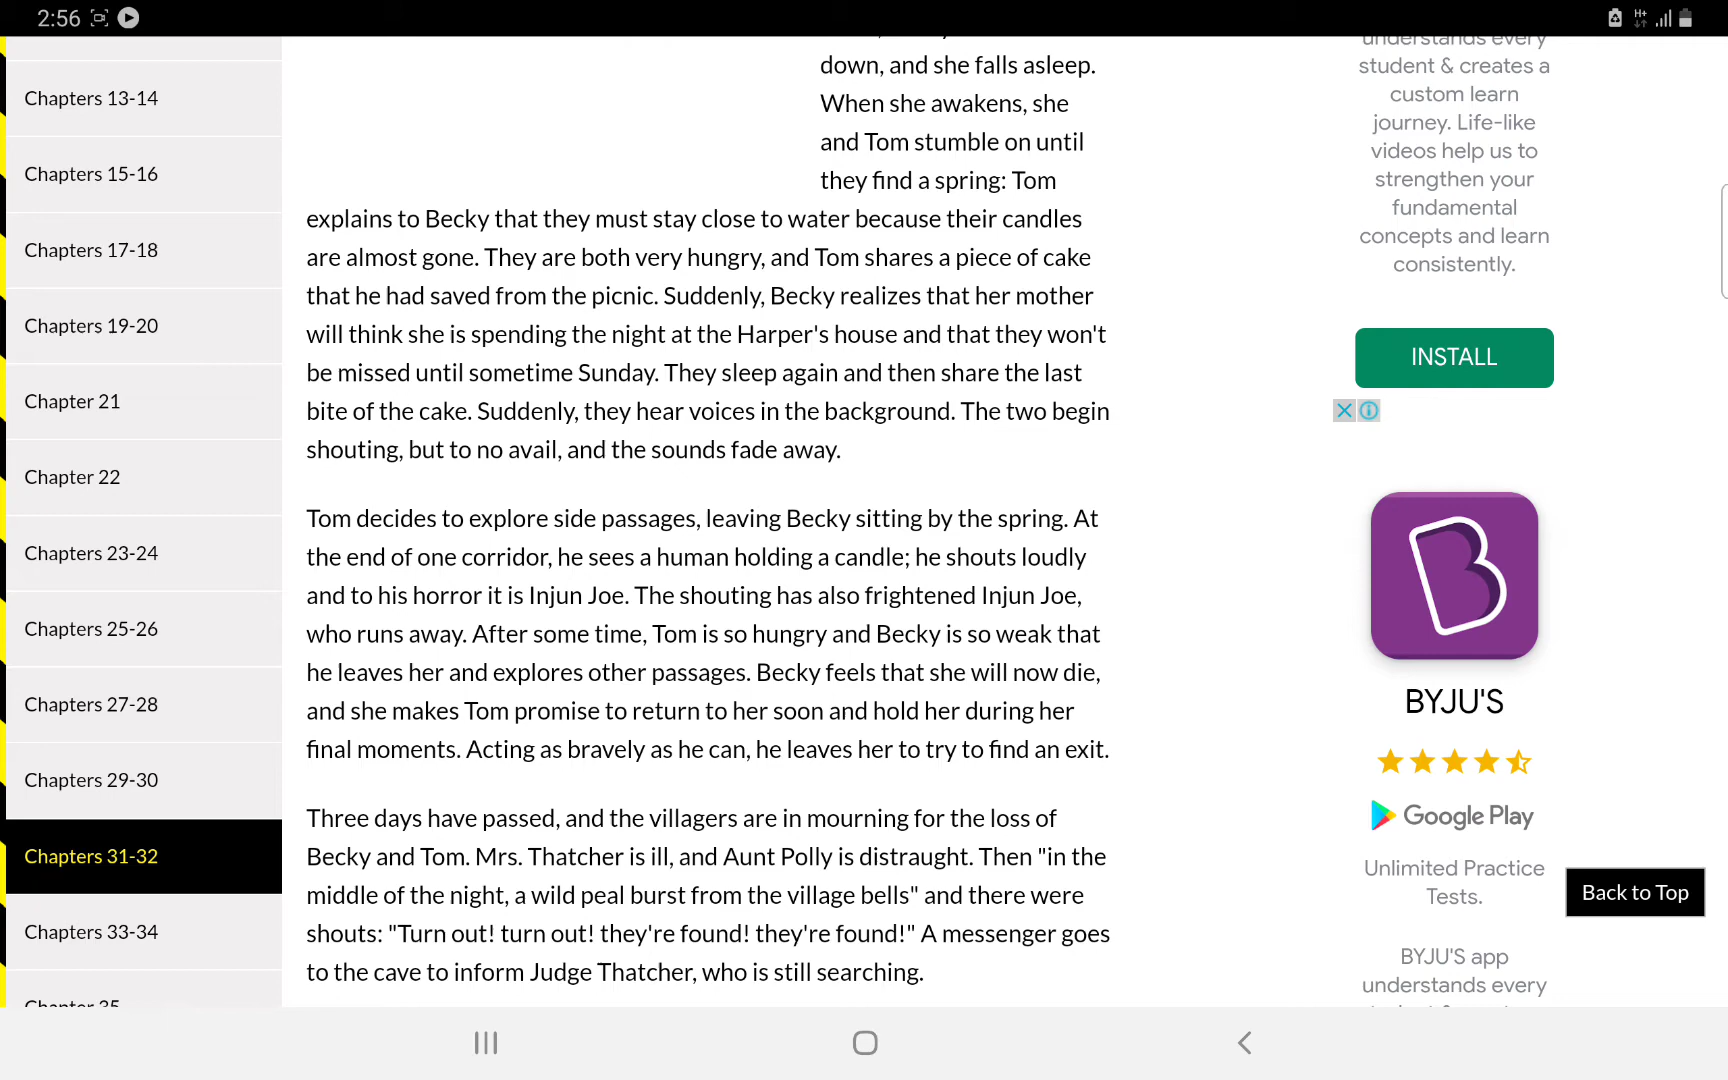 2:56
H+
Chapters 13-14
Chapters 15-16
Chapters 17-18
Chapters 19-20
Chapter 21
Chapter 22
Chapters 23-24
Chapters 25-26
Chapters 27-28
Chapters 29-30
Chapters 31-32
Chapters 33-34
Chapter 35
down, and she falls asleep.
When she awakens, she
and Tom stumble on until
they find a spring: Tom
explains to Becky that they must stay close to water because their candles
are almost gone. They are both very hungry, and Tom shares a piece of cake
that he had saved from the picnic. Suddenly, Becky realizes that her mother
will think she is spending the night at the Harper's house and that they won't
be missed until sometime Sunday. They sleep again and then share the last
bite of the cake. Suddenly, they hear voices in the background. The two begin
shouting, but to no avail, and the sounds fade away.
Tom decides to explore side passages, leaving Becky sitting by the spring. At
the end of one corridor, he sees a human holding a candle; he shouts loudly
and to his horror it is Injun Joe. The shouting has also frightened Injun Joe,
who runs away. After some time, Tom is so hungry and Becky is so weak that
he leaves her and explores other passages. Becky feels that she will now die,
and she makes Tom promise to return to her soon and hold her during her
final moments. Acting as bravely as he can, he leaves her to try to find an exit.
Three days have passed, and the villagers are in mourning for the loss of
Becky and Tom. Mrs. Thatcher is ill, and Aunt Polly is distraught. Then "in the
middle of the night, a wild peal burst from the village bells" and there were
shouts: "Turn out! turn out! they're found! they're found!" A messenger goes
to the cave to inform Judge Thatcher, who is still searching.
understands every
student & creates a
custom learn
journey. Life-like
videos help us to
strengthen your
fundamental
concepts and learn
consistently.
INSTALL
B
BYJU'S
Google Play
Unlimited Practice
Tests.
Back to Top
BYJU'S app
understands every